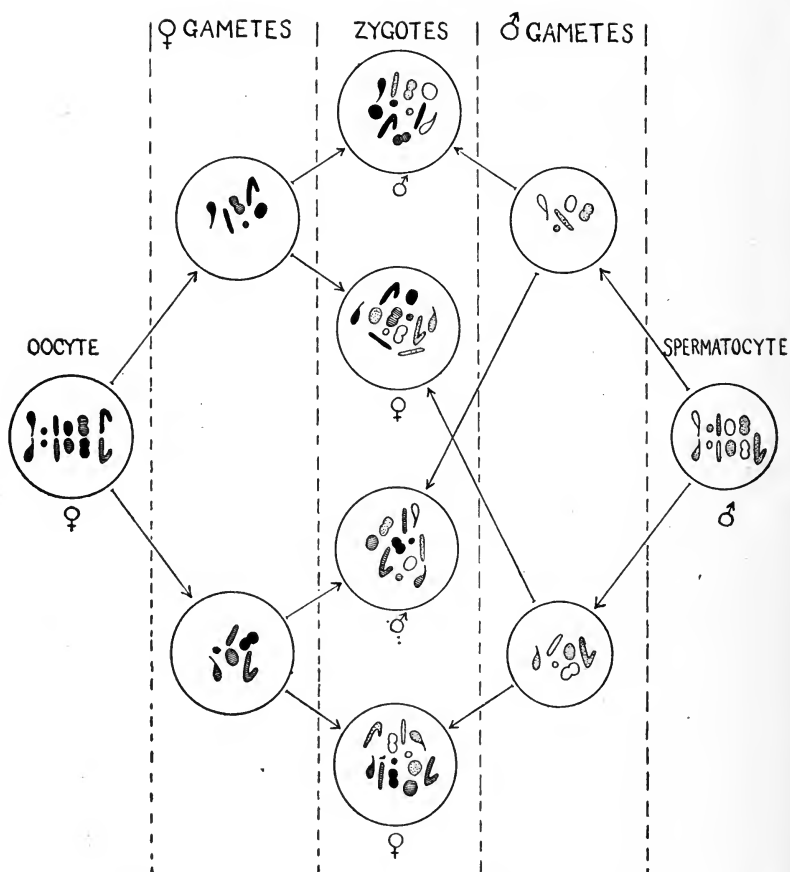 ♀ GAMETES
ZYGOTES
♂ GAMETES
♂
OOCYTE
♀
SPERMATOCYTE
♀
♂
♂
♀